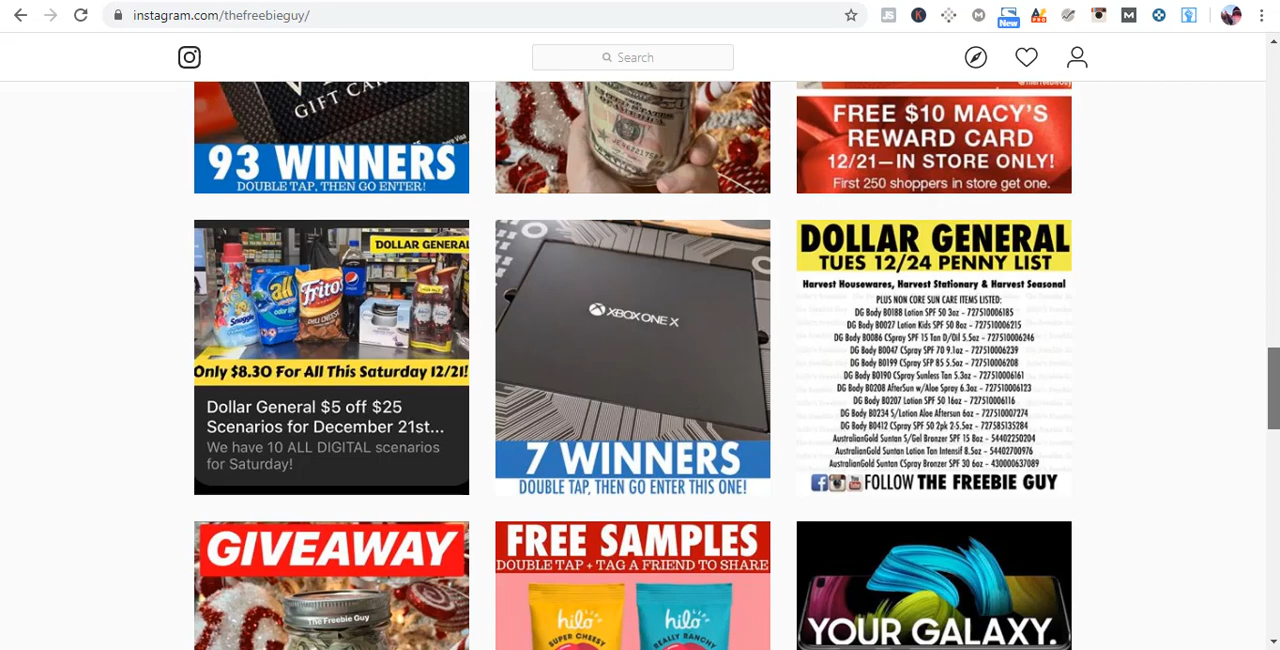 instagram.com/thefreebieguy/
New
PRO
Search
GIFT CAR
93 WINNERS
DOUBLE TAP, THEN GO ENTER!
FREE $10 MACY'S
REWARD CARD
12/21—IN STORE ONLY!
First 250 shoppers in store get one.
DOLLAR GENERAL
Snuggle
all
Fritos
CHILI CHEESE
Only $8.30 For All This Saturday 12/21!
Dollar General $5 off $25
Scenarios for December 21st...
We have 10 ALL DIGITAL scenarios
for Saturday!
XBOX ONE X
7 WINNERS
DOUBLE TAP, THEN GO ENTER THIS ONE!
DOLLAR GENERAL
TUES 12/24 PENNY LIST
Harvest Housewares, Harvest Stationary & Harvest Seasonal
PLUS NON CORE SUN CARE ITEMS LISTED:
DG Body B0188 Lotion SPF 50 3oz - 727510006185
DG Body B0027 Lotion Kids SPF 50 8oz - 727510006215
DG Body B0086 CSpray SPF 15 Tan D/Oil 5.5oz - 727510006246
DG Body B0047 CSpray SPF 70 9.1oz - 727510006239
DG Body B0199 CSpray SFP 85 5.5oz - 727510006208
DG Body B0190 CSpray Sunless Tan 5.3oz - 727510006161
DG Body B0208 AfterSun w/Aloe Spray 6.3oz - 727510006123
DG Body B0207 Lotion SPF 50 16oz - 727510006116
DG Body B0234 S/Lotion Aloe Aftersun 6oz - 727510007274
DG Body B0412 CSpray SPF 50 2pk 2-5.5oz - 727585135284
AustralianGold Suntan S/Gel Bronzer SPF 15 8oz - 54402250204
AustralianGold Suntan Lotion Tan Intensif 8.5oz - 54402700976
AustralianGold Suntan CSpray Bronzer SPF 30 6oz - 430000637089
FOLLOW THE FREEBIE GUY
GIVEAWAY
The Freebie Guy
FREE SAMPLES
DOUBLE TAP + TAG A FRIEND TO SHARE
hilo
LIFE
SUPER CHEESY
hilo
LIFE
REALLY RANCHY
YOUR GALAXY.